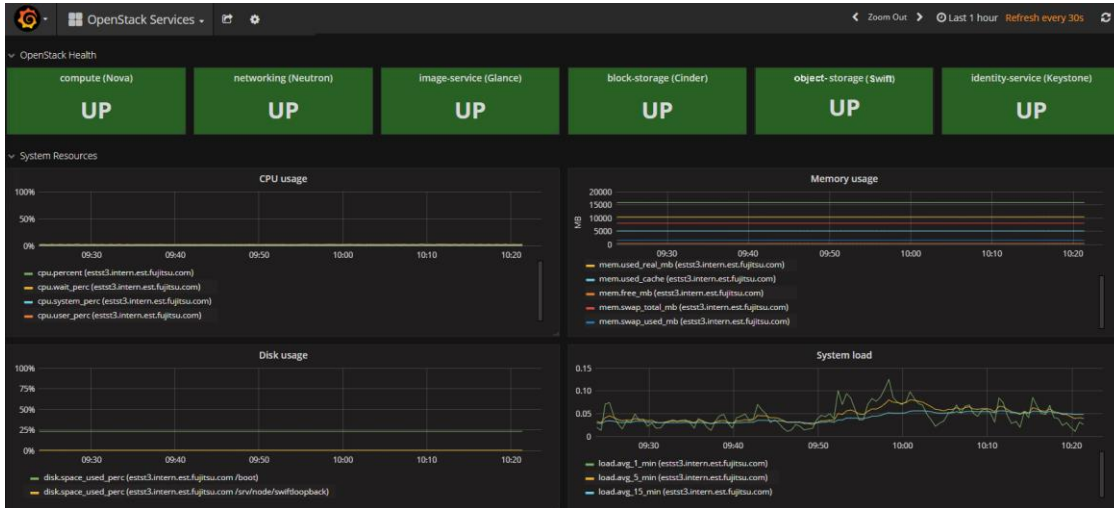 OpenStack Services
Zoom Out Last 1 hour Refresh every 30s
OpenStack Health
compute (Nova) networking (Neutron) image-service (Glance) block-storage (Cinder) object-storage (Swift) identity-service (Keystone)
UP UP UP UP UP UP
System Resources
CPU usage
100%
50%
0%
09:30 09:40 09:50 10:00 10:10 10:20
cpu.percent (estst3.intern.est.fujitsu.com)
cpu.wait_perc (estst3.intern.est.fujitsu.com)
cpu.system_perc (estst3.intern.est.fujitsu.com)
cpu.user_perc (estst3.intern.est.fujitsu.com)
Memory usage
MB
20000
15000
10000
5000
0
09:30 09:40 09:50 10:00 10:10 10:20
mem.used_real_mb (estst3.intern.est.fujitsu.com)
mem.used_cache (estst3.intern.est.fujitsu.com)
mem.free_mb (estst3.intern.est.fujitsu.com)
mem.swap_total_mb (estst3.intern.est.fujitsu.com)
mem.swap_used_mb (estst3.intern.est.fujitsu.com)
Disk usage
100%
75%
50%
25%
0%
09:30 09:40 09:50 10:00 10:10 10:20
disk.space_used_perc (estst3.intern.est.fujitsu.com /boot)
disk.space_used_perc (estst3.intern.est.fujitsu.com /srv/node/swiftloopback)
System load
0.15
0.10
0.05
0
09:30 09:40 09:50 10:00 10:10 10:20
load.avg_1_min (estst3.intern.est.fujitsu.com)
load.avg_5_min (estst3.intern.est.fujitsu.com)
load.avg_15_min (estst3.intern.est.fujitsu.com)